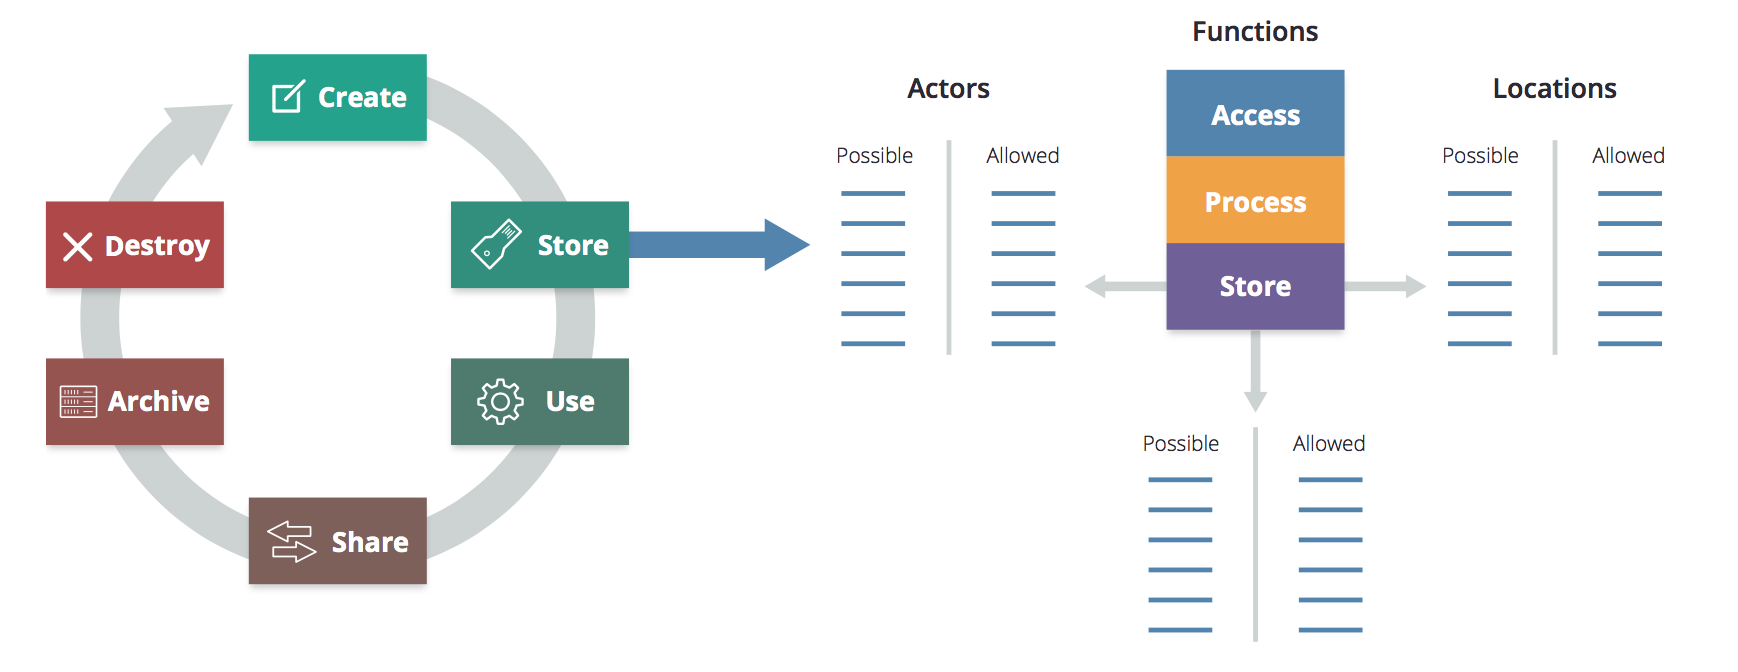 Create
Store
Use
Share
Archive
Destroy
Actors
Possible
Allowed
Functions
Access
Process
Store
Possible
Allowed
Locations
Possible
Allowed